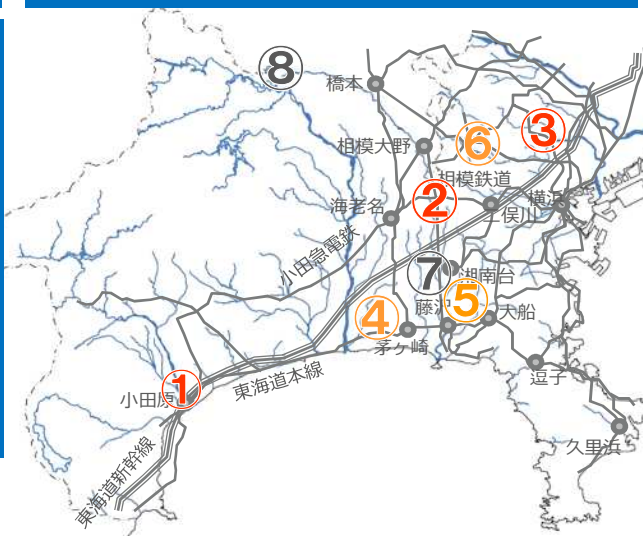 ⑧
橋本
③
⑥
相模大野
相模鉄道
②
海老名
二俣川
横浜
小田急電鉄
⑦
湘南台
藤沢
⑤
大船
④
茅ヶ崎
逗子
東海道本線
①
小田原
久里浜
東海道新幹線